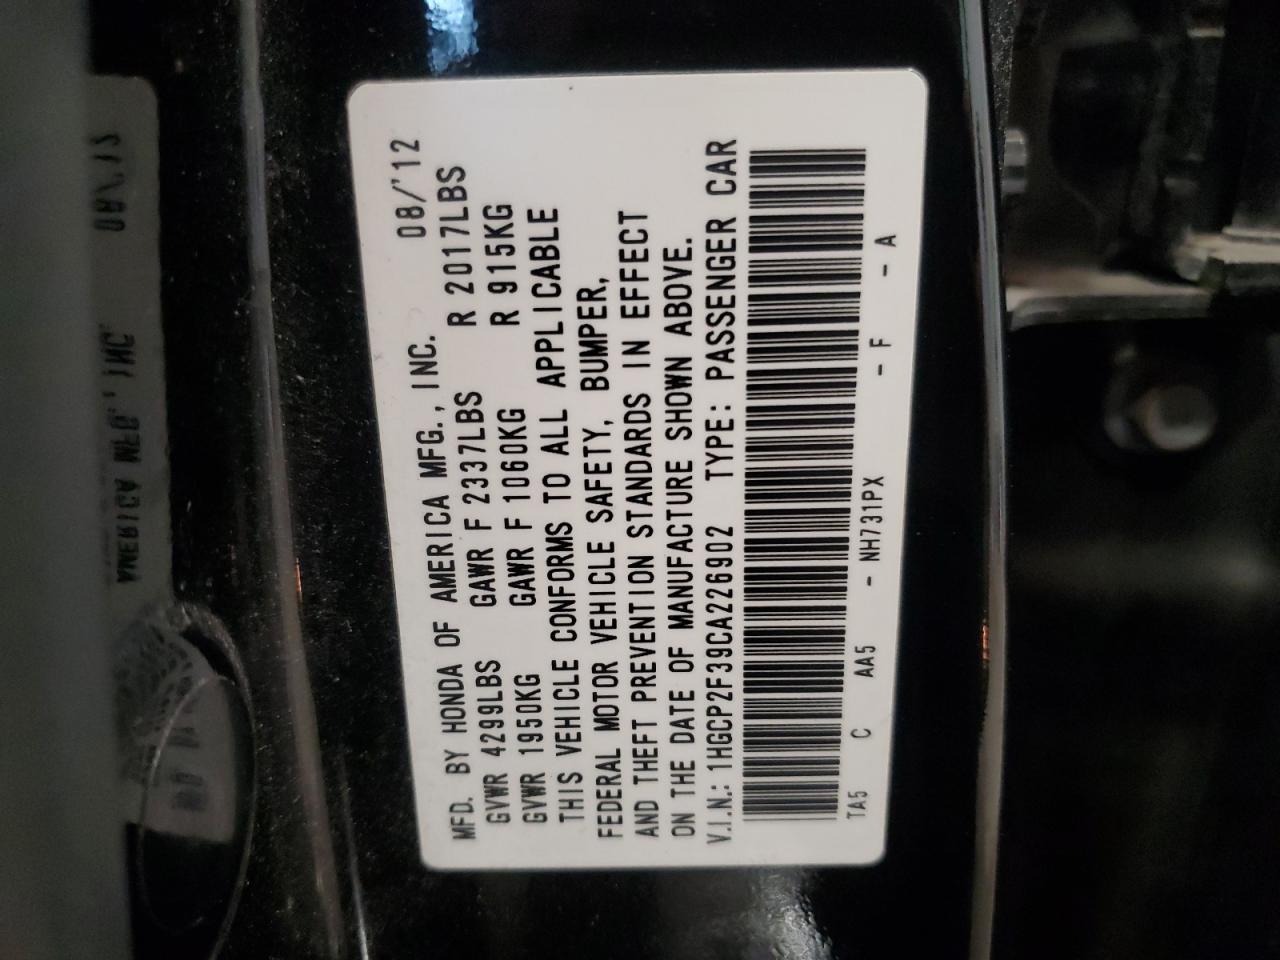 MFD. BY HONDA OF AMERICA MFG., INC. 08/'12
GVWR 4299LBS GAWR F 2337LBS R 2017LBS
GVWR 1950KG GAWR F 1060KG R 915KG
THIS VEHICLE CONFORMS TO ALL APPLICABLE
FEDERAL MOTOR VEHICLE SAFETY, BUMPER,
AND THEFT PREVENTION STANDARDS IN EFFECT
ON THE DATE OF MANUFACTURE SHOWN ABOVE.
V.I.N.: 1HGCP2F39CA226902 TYPE: PASSENGER CAR
TA5 C AA5 - NH731PX - F - A